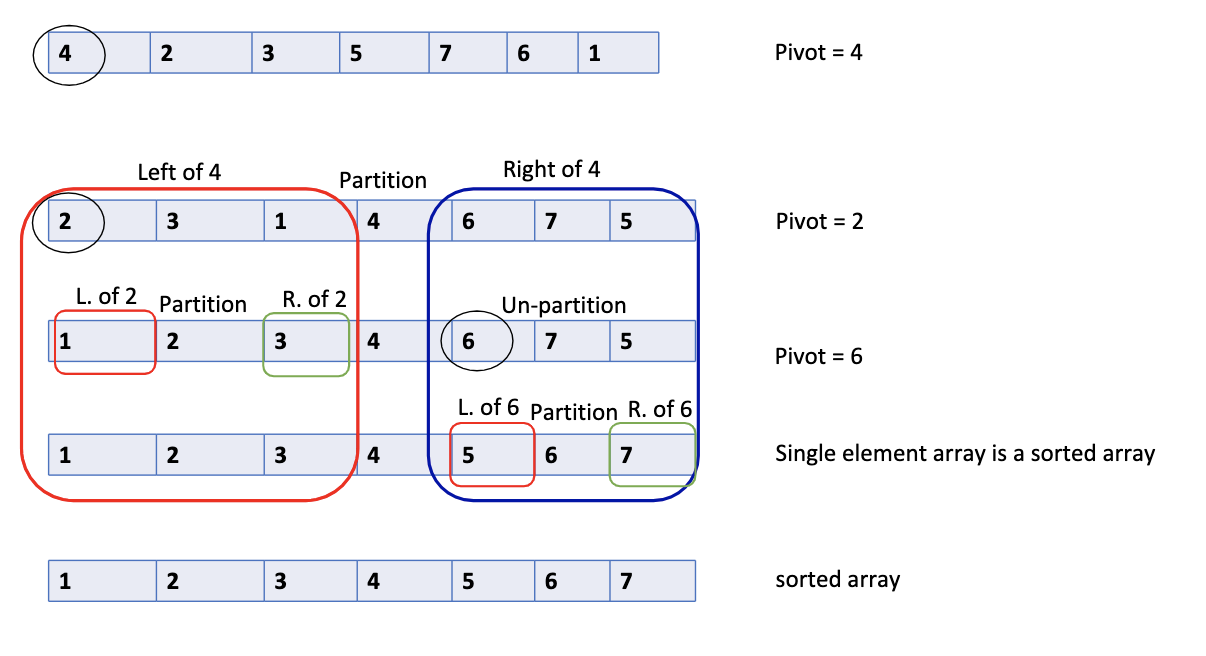 4 2 3 5 7 6 1 Pivot = 4
Left of 4 Partition Right of 4
2 3 1 4 6 7 5 Pivot = 2
L. of 2 Partition R. of 2 Un-partition
1 2 3 4 6 7 5 Pivot = 6
L. of 6 Partition R. of 6
1 2 3 4 5 6 7 Single element array is a sorted array
1 2 3 4 5 6 7 sorted array